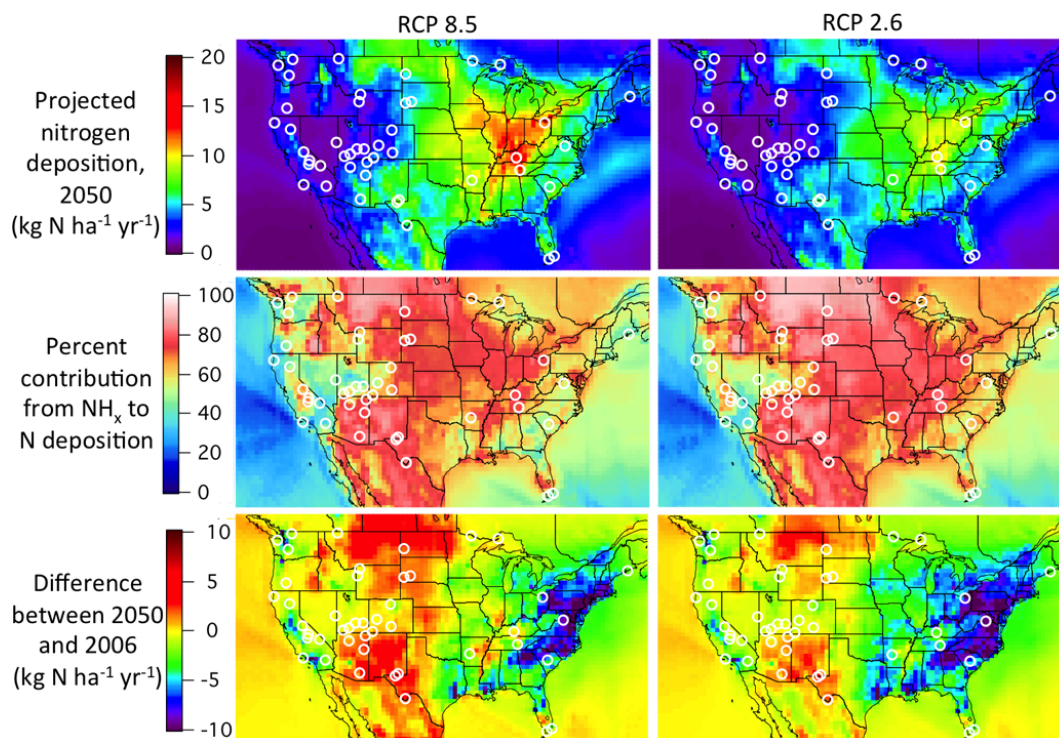 RCP 8.5
RCP 2.6
Projected
nitrogen
deposition,
2050
(kg N ha⁻¹ yr⁻¹)
20
15
10
5
0
Percent
contribution
from NHₓ to
N deposition
100
80
60
40
20
0
Difference
between 2050
and 2006
(kg N ha⁻¹ yr⁻¹)
10
5
0
-5
-10